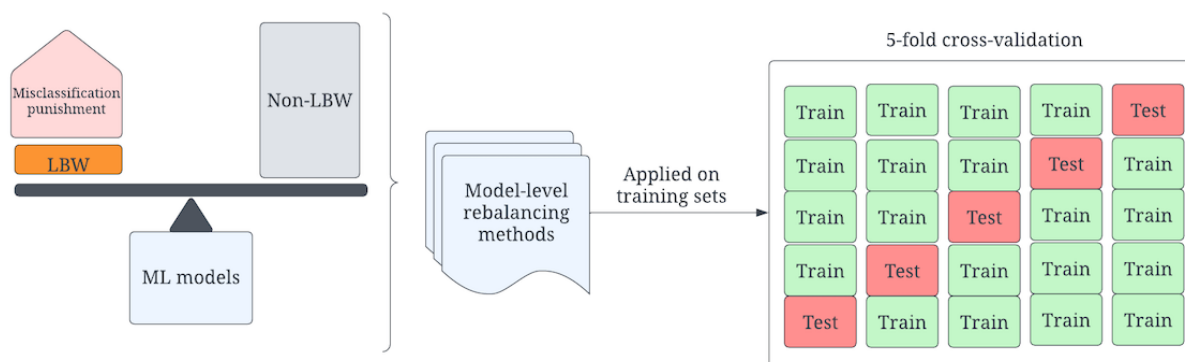 Misclassification
punishment
LBW
Non-LBW
ML models
Model-level
rebalancing
methods
Applied on
training sets
5-fold cross-validation
Train Train Train Train Test
Train Train Train Test Train
Train Train Test Train Train
Train Test Train Train Train
Test Train Train Train Train